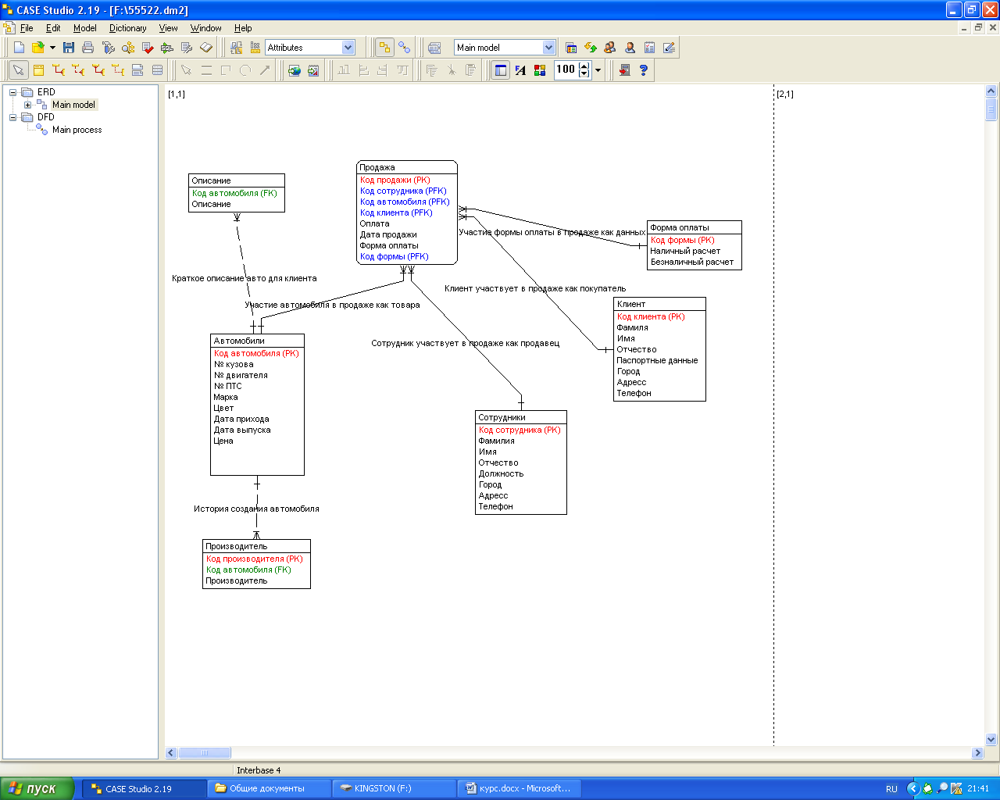 CASE Studio 2.19 - [F:\55522.dm2]
File Edit Model Dictionary View Window Help
Attributes
Main model
100
ERD
Main model
DFD
Main process
[1,1]
[2,1]
Продажа
Код продажи (PK)
Код сотрудника (PFK)
Код автомобиля (PFK)
Код клиента (PFK)
Оплата
Дата продажи
Форма оплаты
Код формы (PFK)
Описание
Код автомобиля (FK)
Описание
Форма оплаты
Код формы (PK)
Наличный расчет
Безналичный расчет
Участие формы оплаты в продаже как данных
Краткое описание авто для клиента
Клиент участвует в продаже как покупатель
Участие автомобиля в продаже как товара
Клиент
Код клиента (PK)
Фамиля
Имя
Отчество
Паспортные данные
Город
Адресс
Телефон
Сотрудник участвует в продаже как продавец
Автомобили
Код автомобиля (PK)
№ кузова
№ двигателя
№ ПТС
Марка
Цвет
Дата прихода
Дата выпуска
Цена
Сотрудники
Код сотрудника (PK)
Фамилия
Имя
Отчество
Должность
Город
Адресс
Телефон
История создания автомобиля
Производитель
Код производителя (PK)
Код автомобиля (FK)
Производитель
Interbase 4
пуск
CASE Studio 2.19
Общие документы
KINGSTON (F:)
курс.docx - Microsoft...
RU
21:41